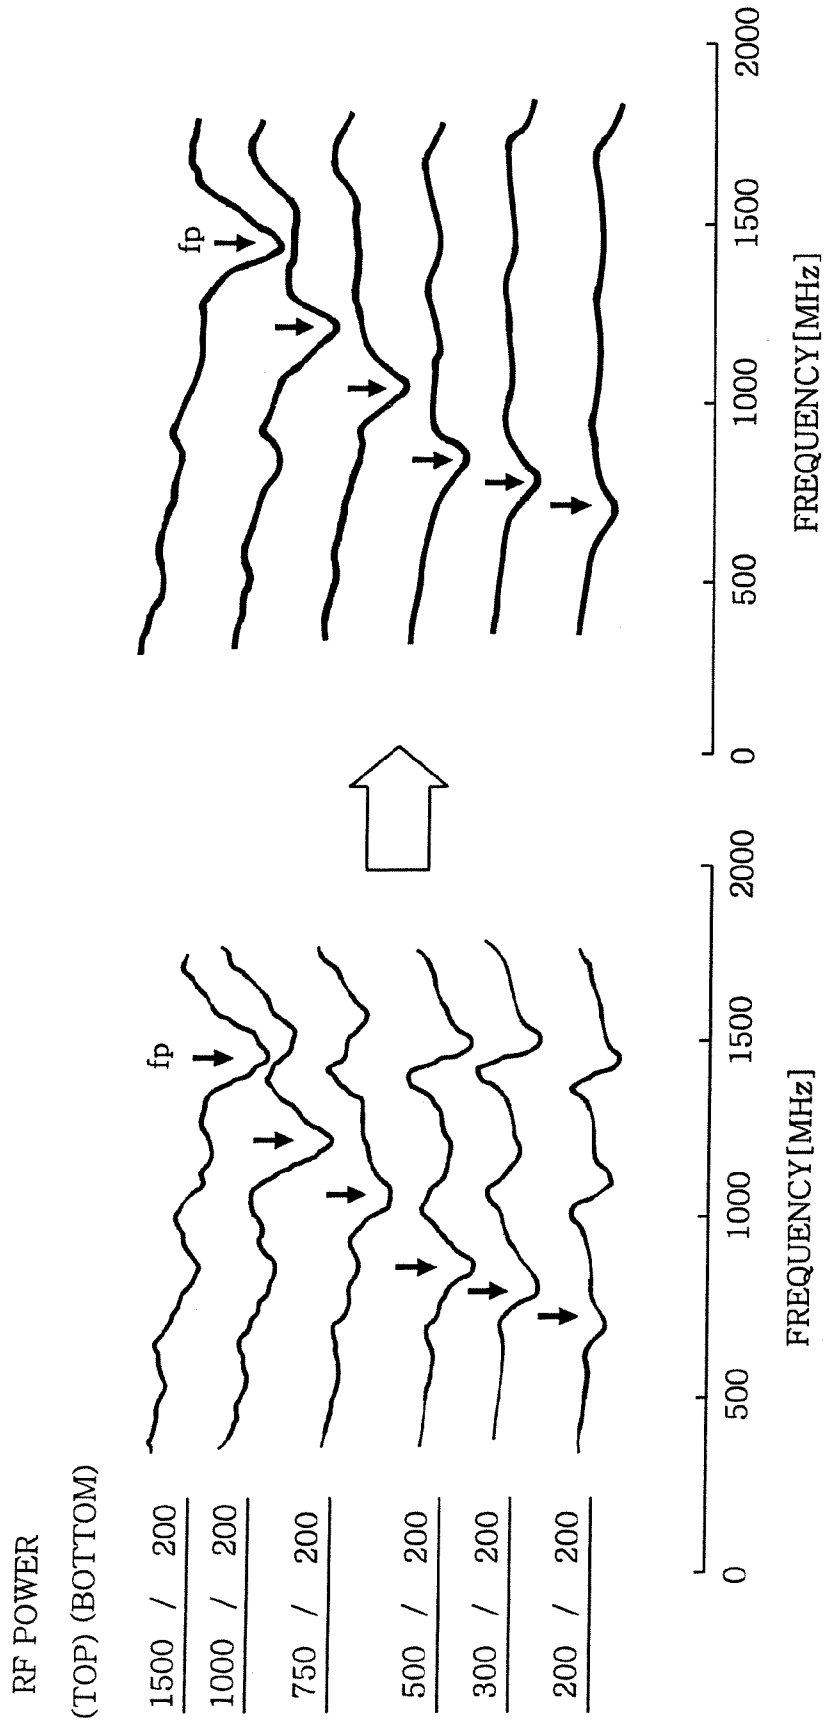 RF POWER
(TOP) (BOTTOM)
1500 / 200
1000 / 200
750 / 200
500 / 200
300 / 200
200 / 200
fp
0 500 1000 1500 2000
FREQUENCY[MHz]
fp
0 500 1000 1500 2000
FREQUENCY[MHz]